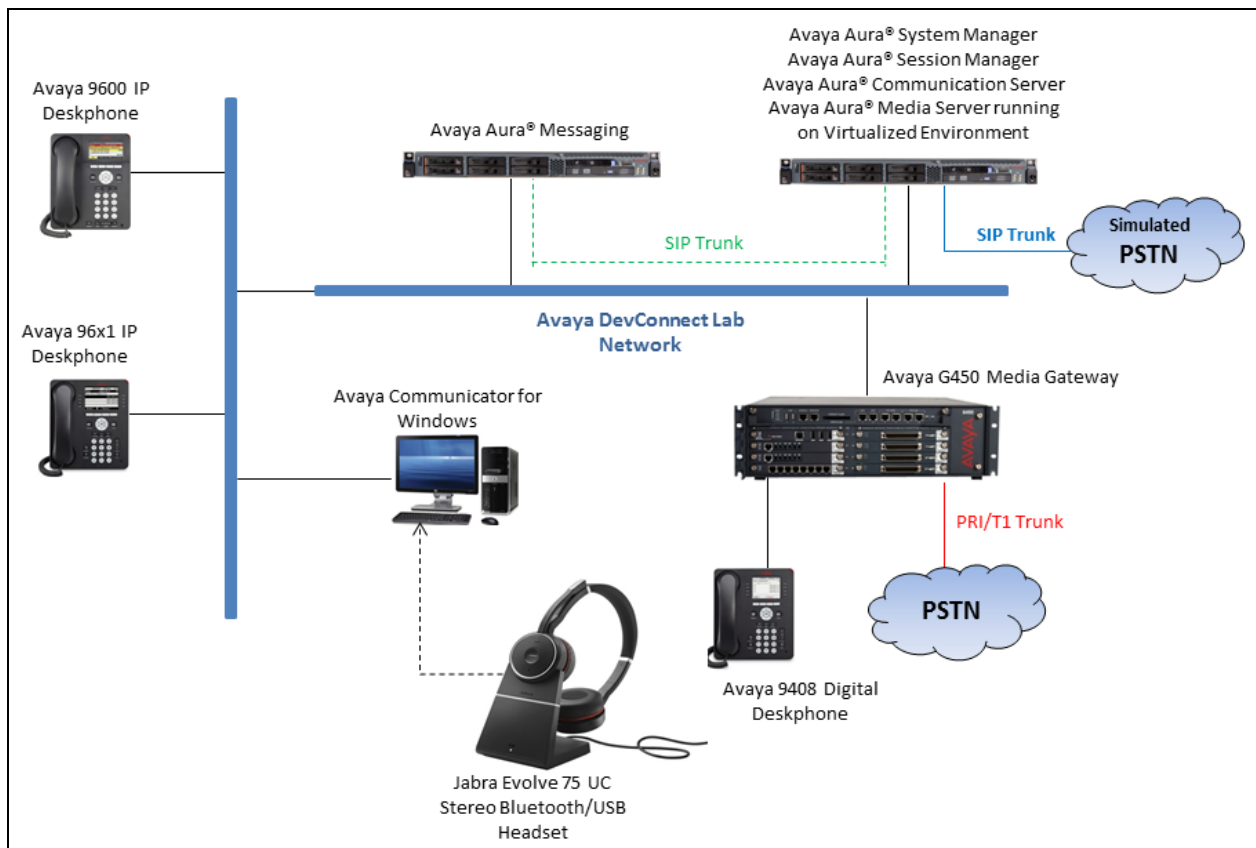 Avaya 9600 IP
Deskphone
Avaya Aura® Messaging
Avaya Aura® System Manager
Avaya Aura® Session Manager
Avaya Aura® Communication Server
Avaya Aura® Media Server running
on Virtualized Environment
SIP Trunk
SIP Trunk
Simulated
PSTN
Avaya DevConnect Lab
Network
Avaya 96x1 IP
Deskphone
Avaya Communicator for
Windows
Avaya G450 Media Gateway
AVAYA
PRI/T1 Trunk
PSTN
Avaya 9408 Digital
Deskphone
Jabra Evolve 75 UC
Stereo Bluetooth/USB
Headset